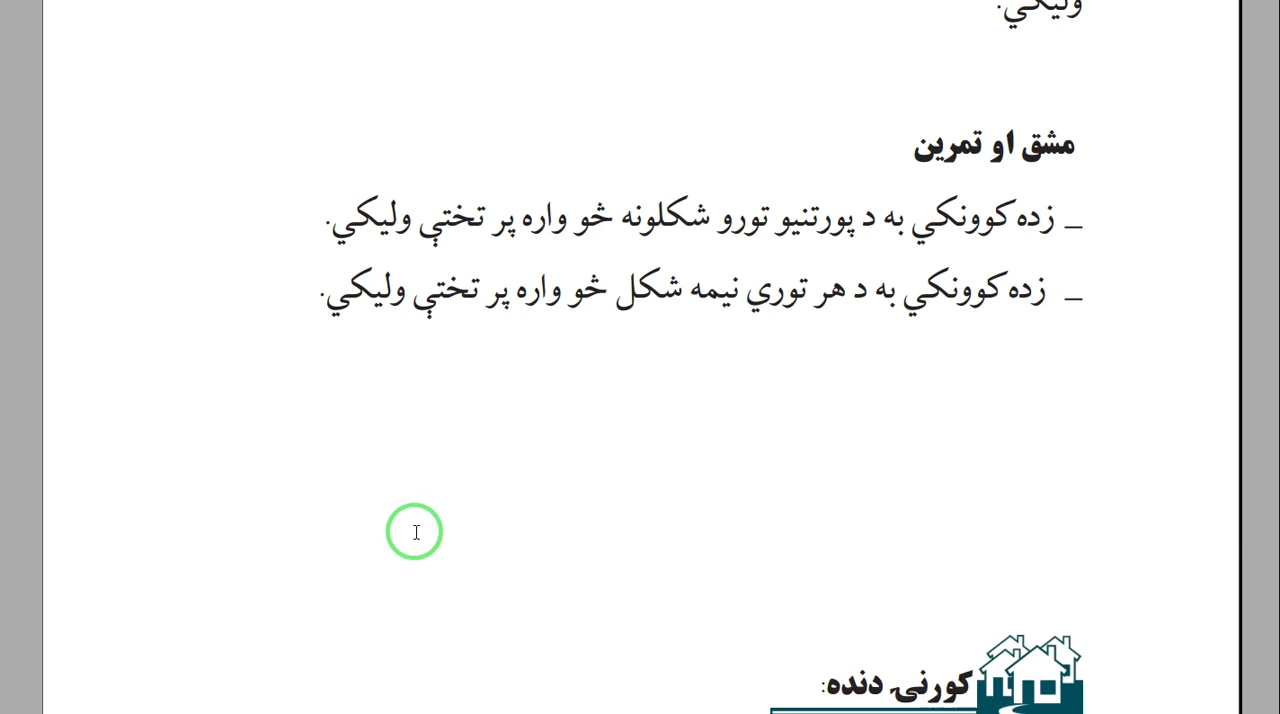 ولیکي.
مشق او تمرین
_ زده کوونکي به د پورتنیو تورو شکلونه څو واره پر تختې ولیکي.
_ زده کوونکي به د هر توري نیمه شکل څو واره پر تختې ولیکي.
کورنۍ دنده: